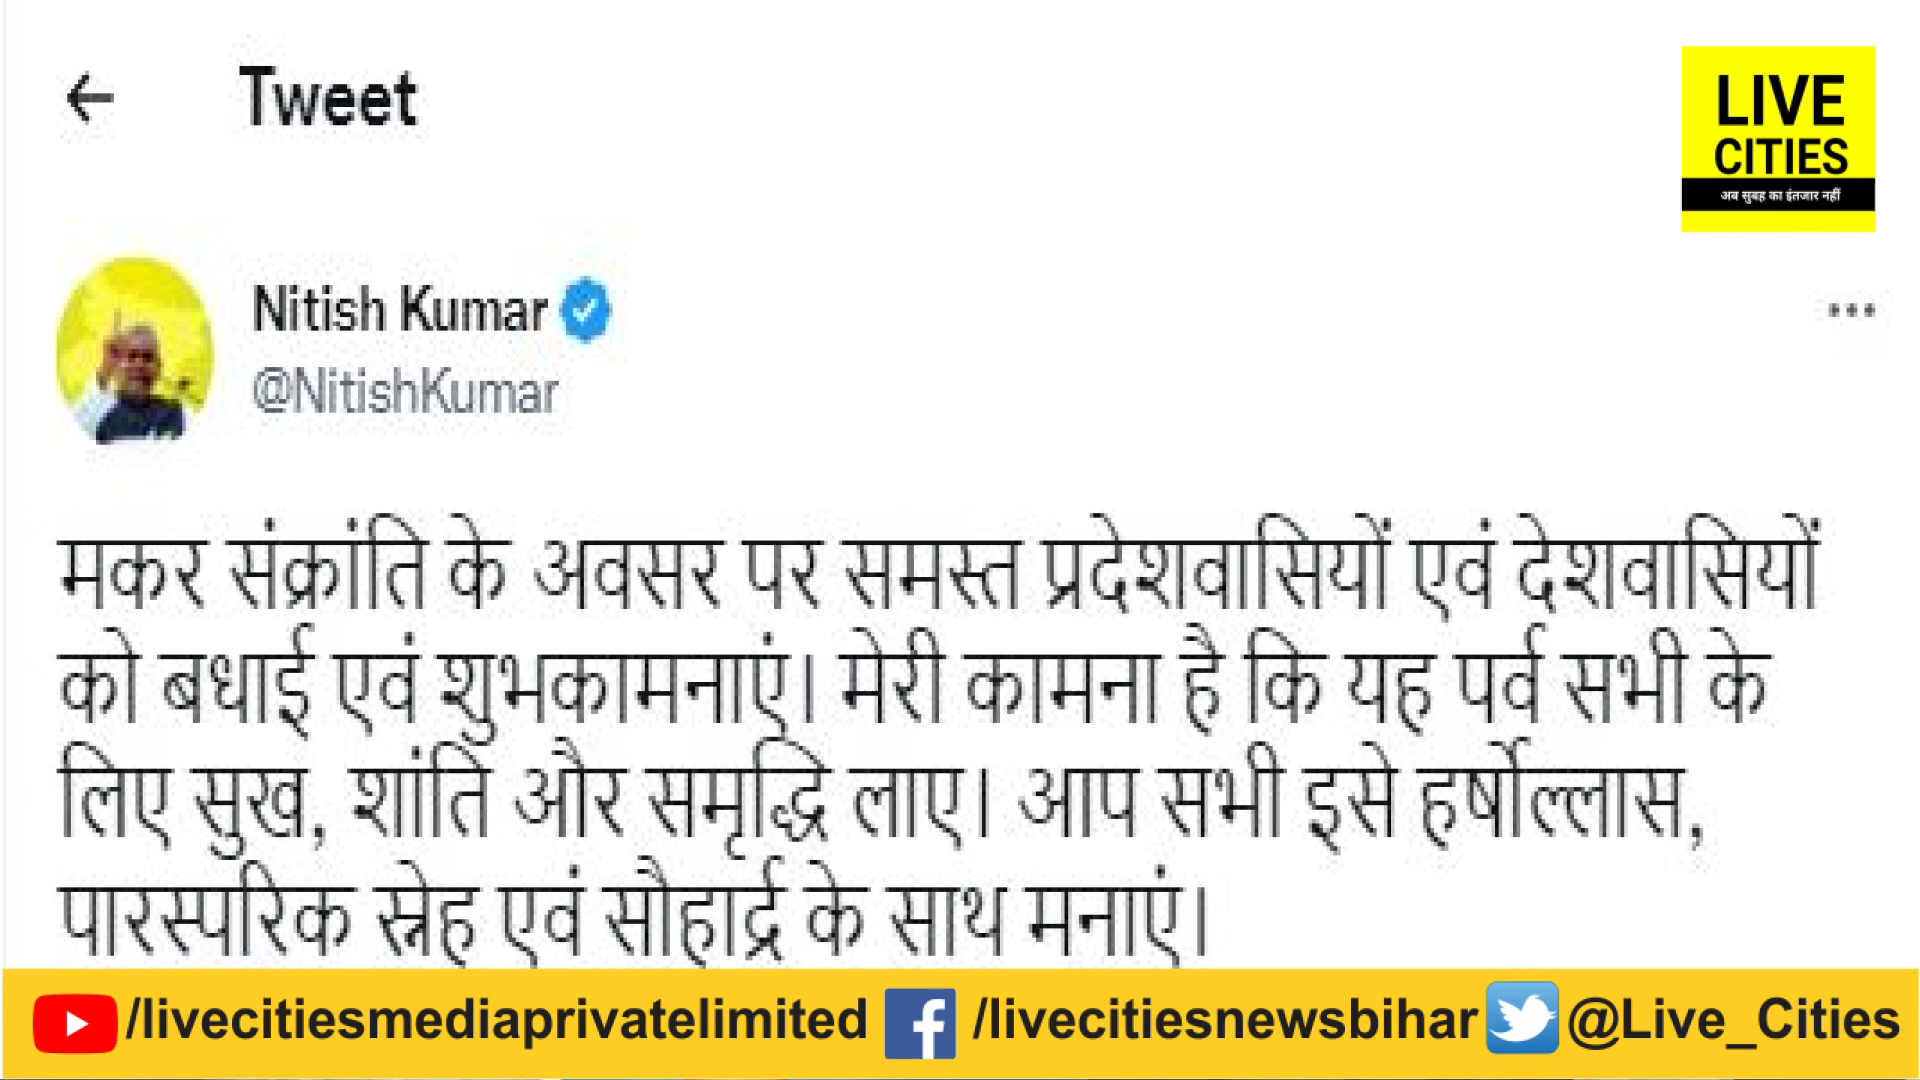 Tweet
LIVE
CITIES
अब सुबह का इंतजार नहीं
Nitish Kumar
@NitishKumar
मकर संक्रांति के अवसर पर समस्त प्रदेशवासियों एवं देशवासियों
को बधाई एवं शुभकामनाएं। मेरी कामना है कि यह पर्व सभी के
लिए सुख, शांति और समृद्धि लाए। आप सभी इसे हर्षोल्लास,
पारस्परिक स्नेह एवं सौहार्द्र के साथ मनाएं।
/livecitiesmediaprivatelimited /livecitiesnewsbihar @Live_Cities